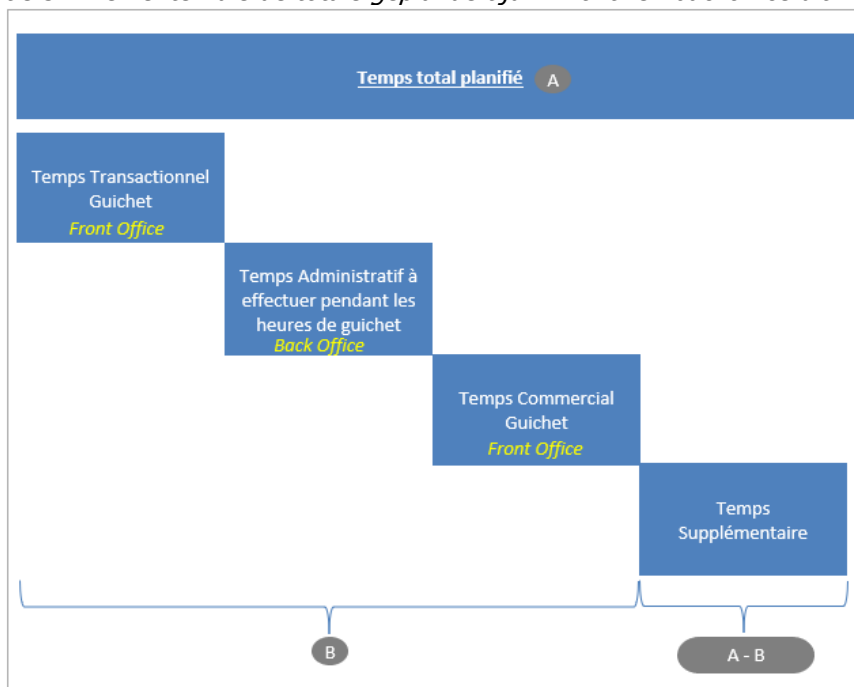 Temps total planifié A
Temps Transactionnel
Guichet
Front Office
Temps Administratif à
effectuer pendant les
heures de guichet
Back Office
Temps Commercial
Guichet
Front Office
Temps
Supplémentaire
B
A - B